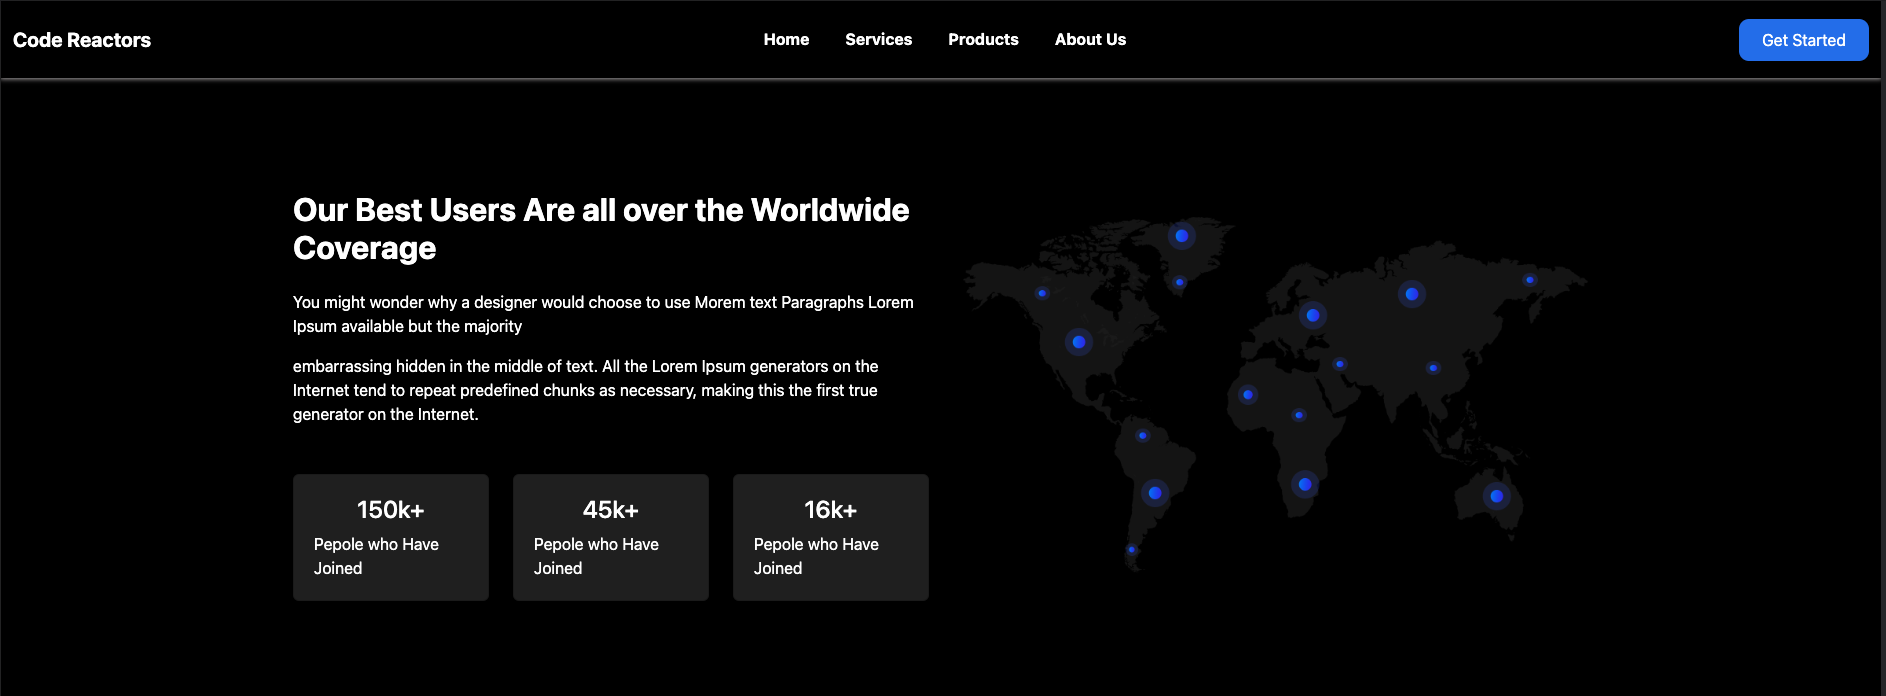 Code Reactors
Home Services Products About Us
Get Started
Our Best Users Are all over the Worldwide
Coverage
You might wonder why a designer would choose to use Morem text Paragraphs Lorem
Ipsum available but the majority
embarrassing hidden in the middle of text. All the Lorem Ipsum generators on the
Internet tend to repeat predefined chunks as necessary, making this the first true
generator on the Internet.
150k+
Pepole who Have
Joined
45k+
Pepole who Have
Joined
16k+
Pepole who Have
Joined